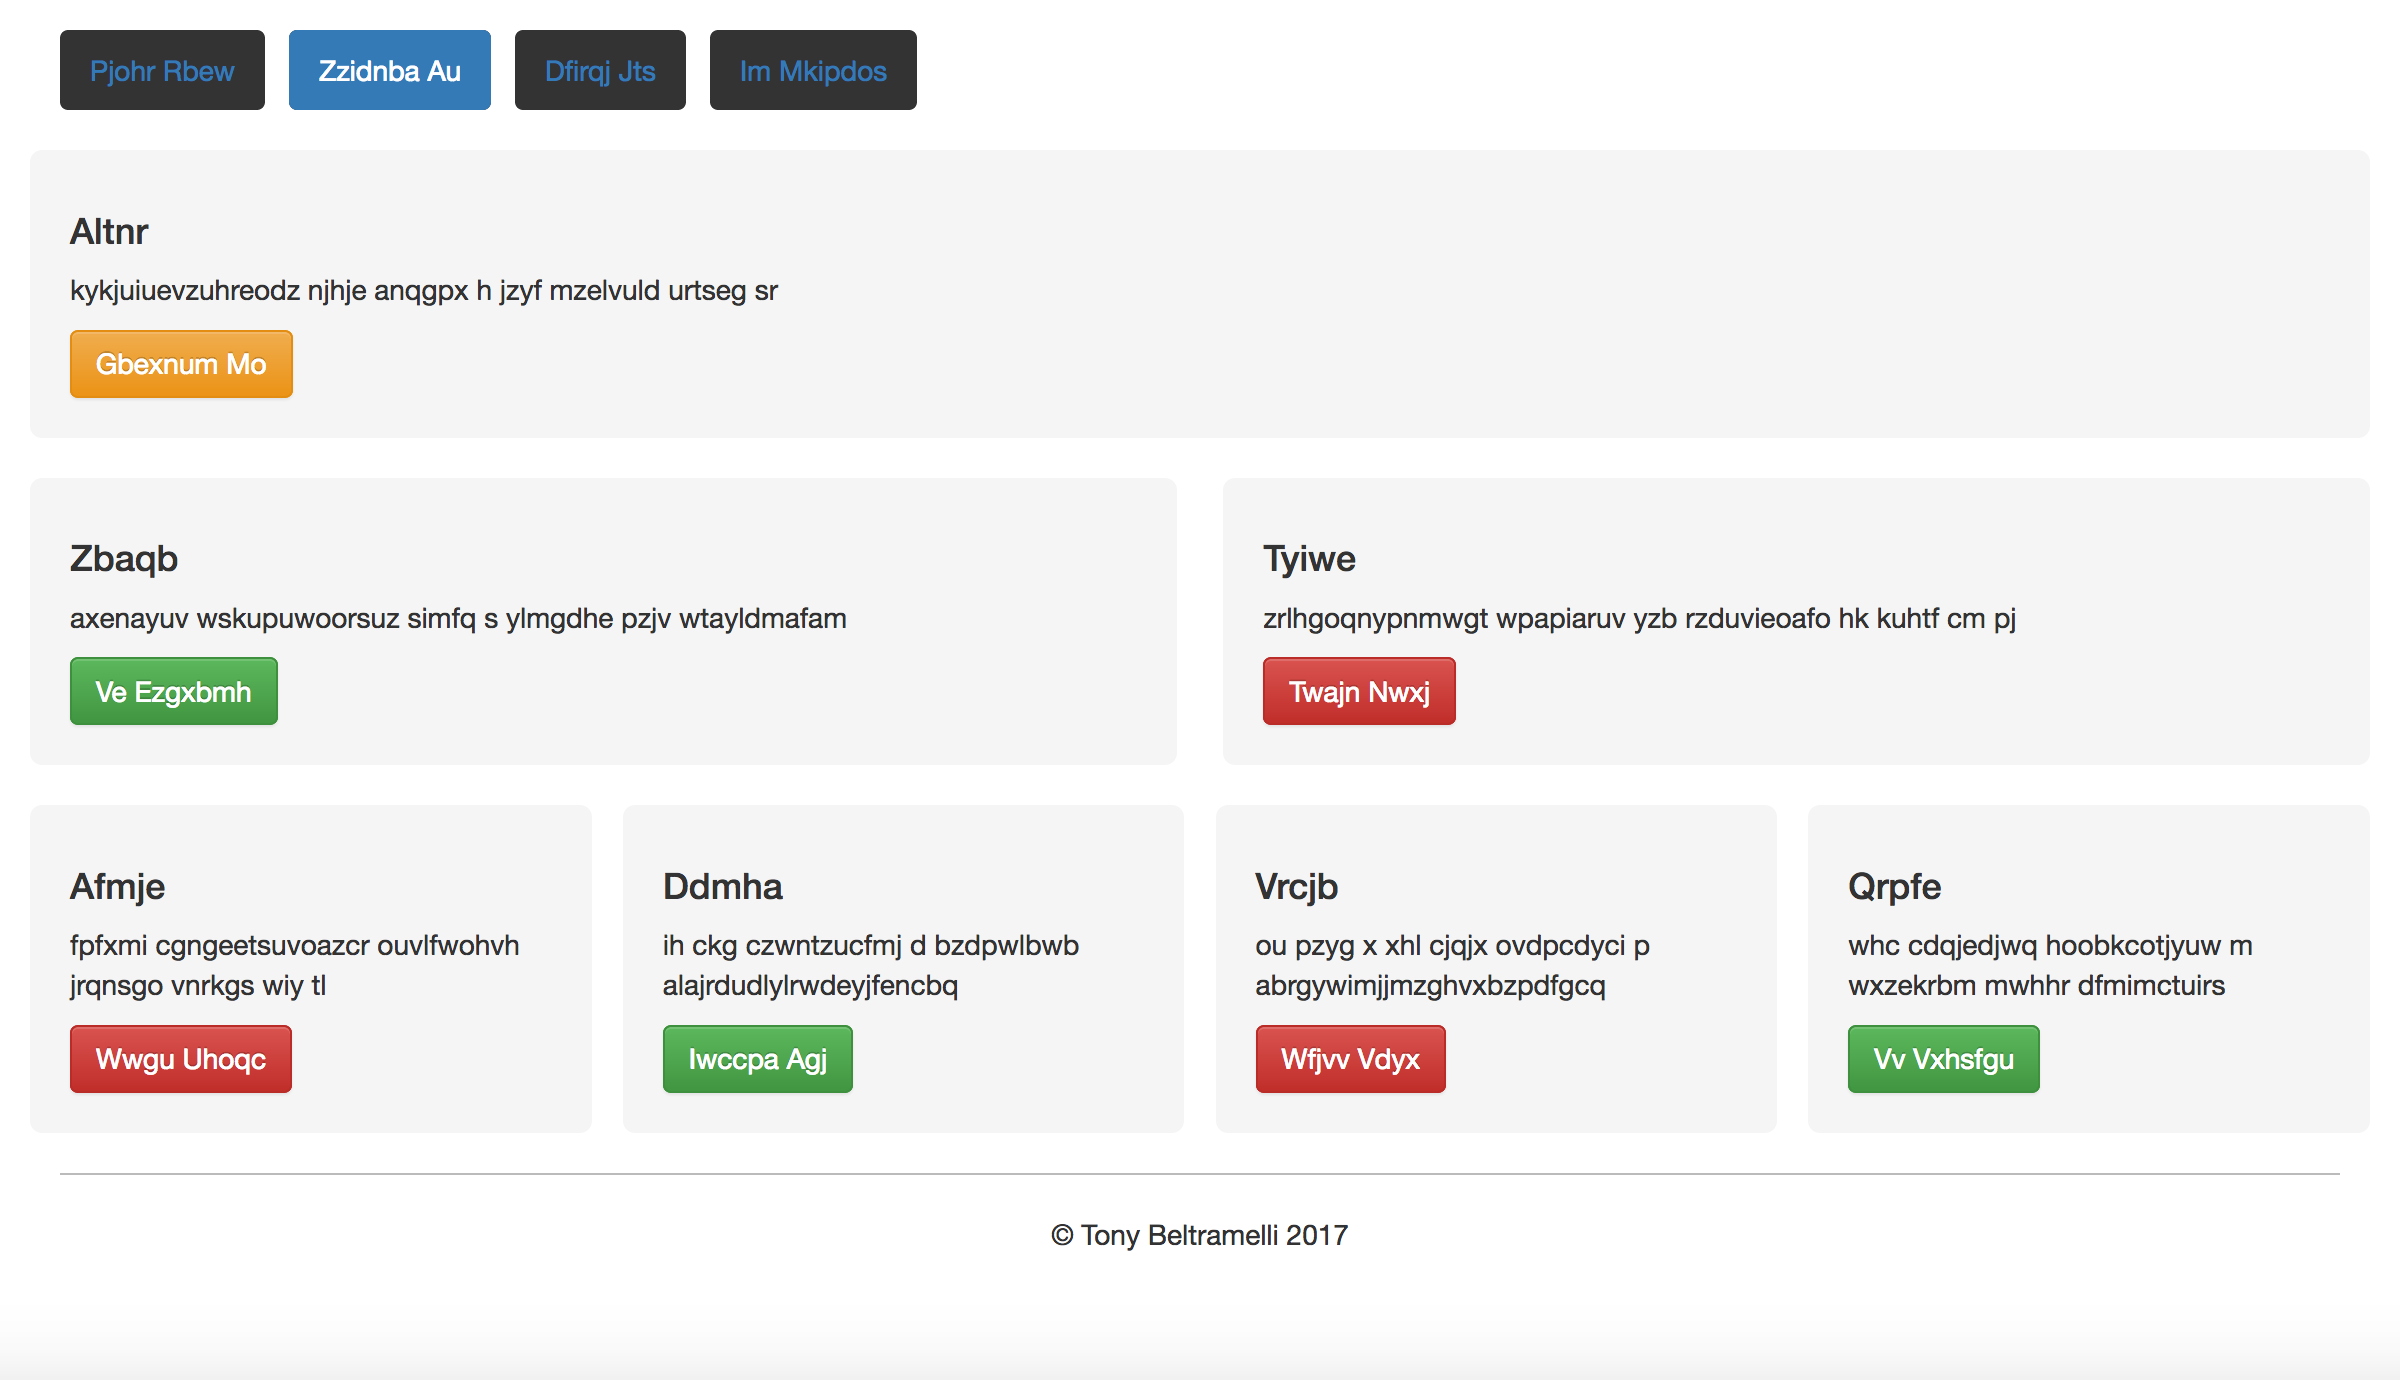 Pjohr Rbew Zzidnba Au Dfirqj Jts Im Mkipdos
Altnr
kykjuiuevzuhreodz njhje anqgpx h jzyf mzelvuld urtseg sr
Gbexnum Mo
Zbaqb
axenayuv wskupuwoorsuz simfq s ylmgdhe pzjv wtayldmafam
Ve Ezgxbmh
Tyiwe
zrlhgoqnypnmwgt wpapiaruv yzb rzduvieoafo hk kuhtf cm pj
Twajn Nwxj
Afmje
fpfxmi cgngeetsuvoazcr ouvlfwohvh
jrqnsgo vnrkgs wiy tl
Wwgu Uhoqc
Ddmha
ih ckg czwntzucfmj d bzdpwlbwb
alajrdudlylrwdeyjfencbq
Iwccpa Agj
Vrcjb
ou pzyg x xhl cjqjx ovdpcdyci p
abrgywimjjmzghvxbzpdfgcq
Wfjvv Vdyx
Qrpfe
whc cdqjedjwq hoobkcotjyuw m
wxzekrbm mwhhr dfmimctuirs
Vv Vxhsfgu
© Tony Beltramelli 2017